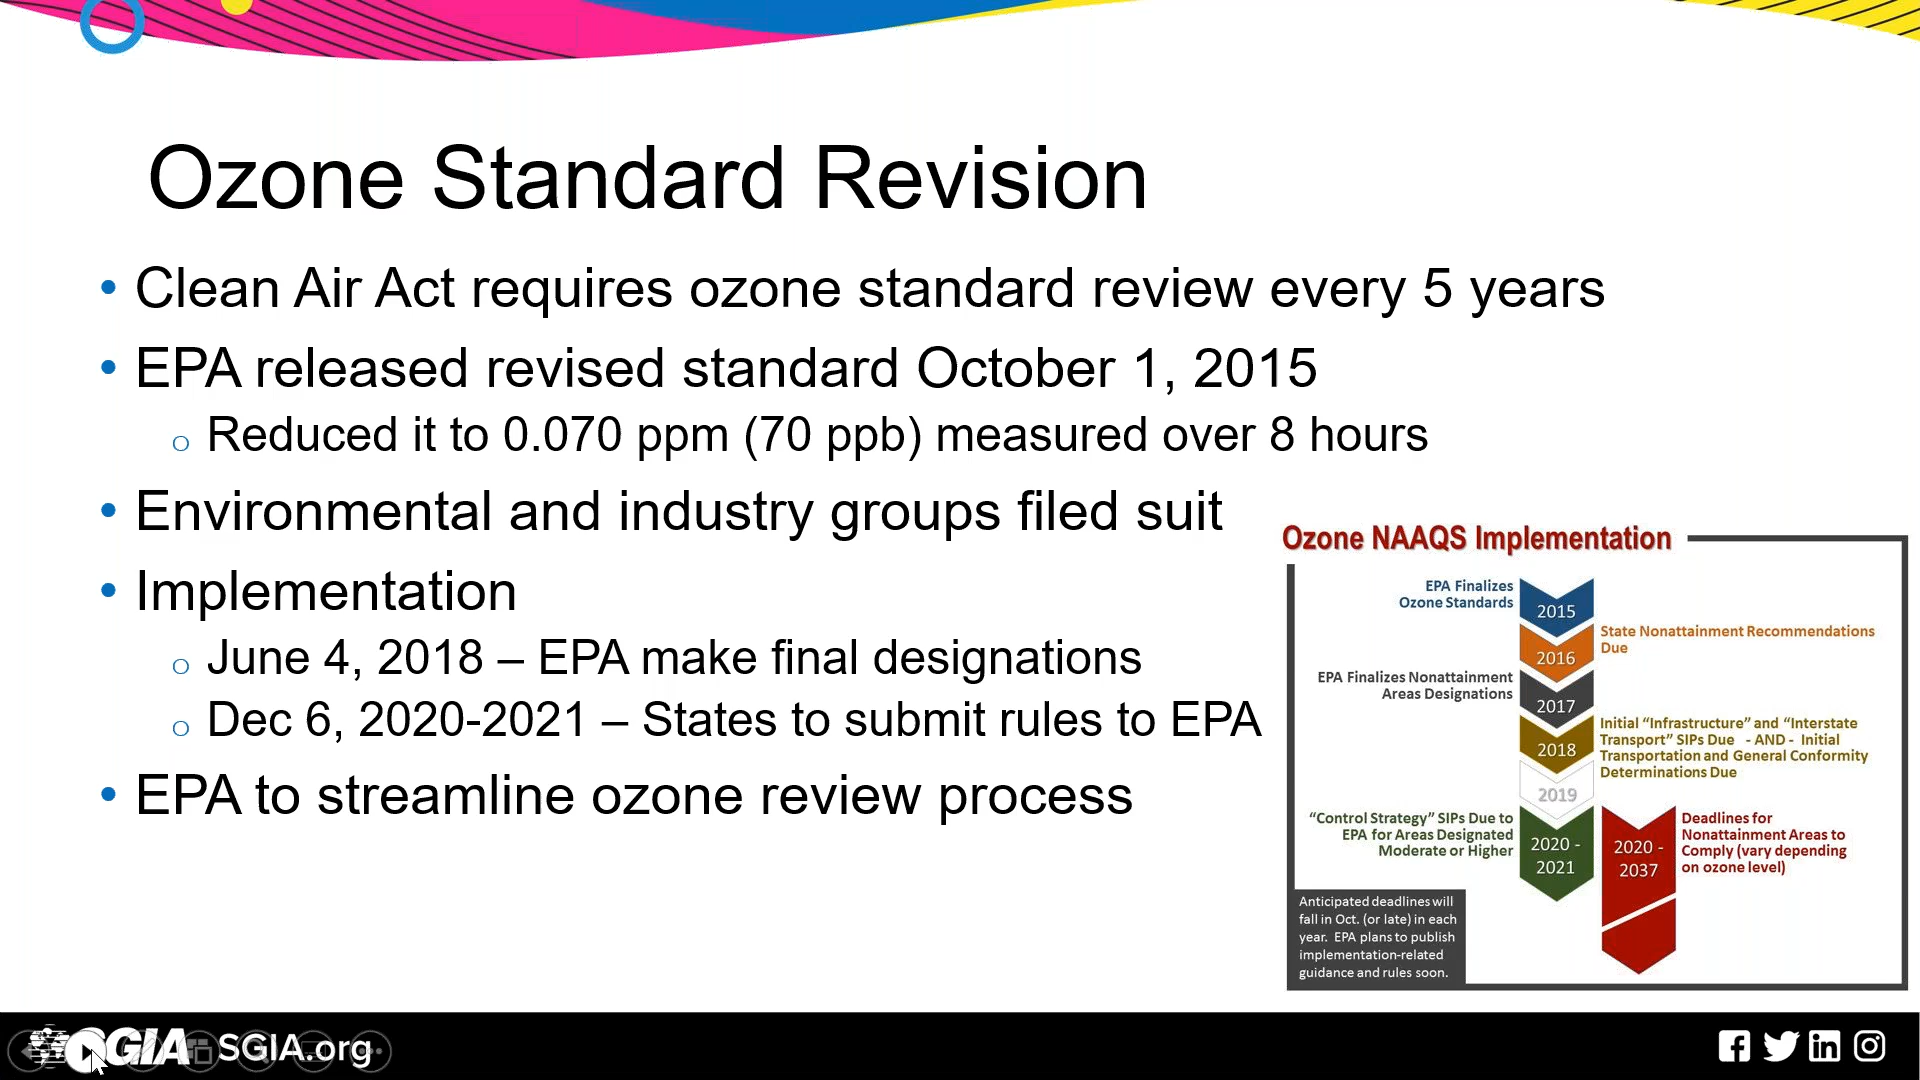 Ozone Standard Revision
• Clean Air Act requires ozone standard review every 5 years
• EPA released revised standard October 1, 2015
o Reduced it to 0.070 ppm (70 ppb) measured over 8 hours
• Environmental and industry groups filed suit
• Implementation
o June 4, 2018 – EPA make final designations
o Dec 6, 2020-2021 – States to submit rules to EPA
• EPA to streamline ozone review process
Ozone NAAQS Implementation
EPA Finalizes
Ozone Standards
2015
State Nonattainment Recommendations
Due
2016
EPA Finalizes Nonattainment
Areas Designations
2017
Initial “Infrastructure” and “Interstate
Transport” SIPs Due - AND - Initial
Transportation and General Conformity
Determinations Due
2018
2019
“Control Strategy” SIPs Due to
EPA for Areas Designated
Moderate or Higher
2020 -
2021
2020 -
2037
Deadlines for
Nonattainment Areas to
Comply (vary depending
on ozone level)
Anticipated deadlines will
fall in Oct. (or late) in each
year. EPA plans to publish
implementation-related
guidance and rules soon.
SGIA
SGIA.org